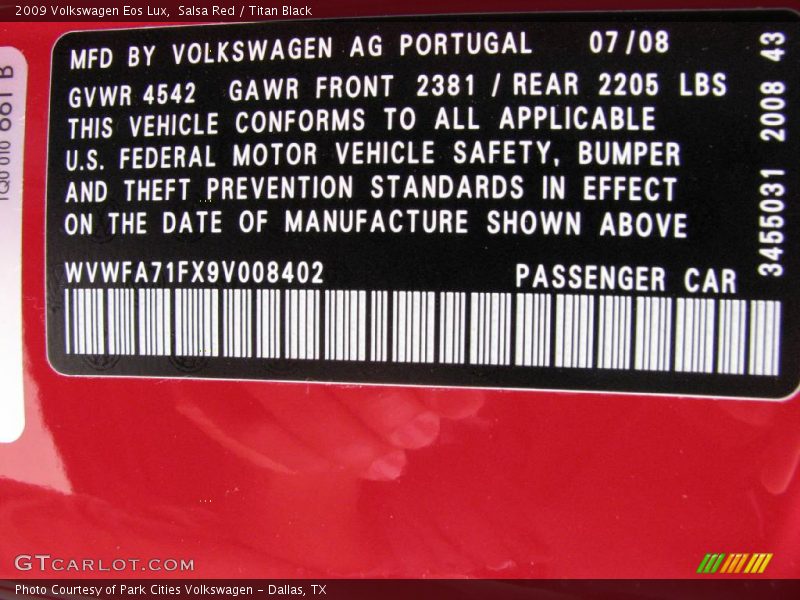 2009 Volkswagen Eos Lux,  Salsa Red / Titan Black
MFD BY VOLKSWAGEN AG PORTUGAL 07/08
GVWR 4542 GAWR FRONT 2381 / REAR 2205 LBS
THIS VEHICLE CONFORMS TO ALL APPLICABLE
U.S. FEDERAL MOTOR VEHICLE SAFETY, BUMPER
AND THEFT PREVENTION STANDARDS IN EFFECT
ON THE DATE OF MANUFACTURE SHOWN ABOVE
WVWFA71FX9V008402 PASSENGER CAR
3455031 2008 43
1Q0 010 661 B
GTCARLOT.COM
Photo Courtesy of Park Cities Volkswagen - Dallas, TX